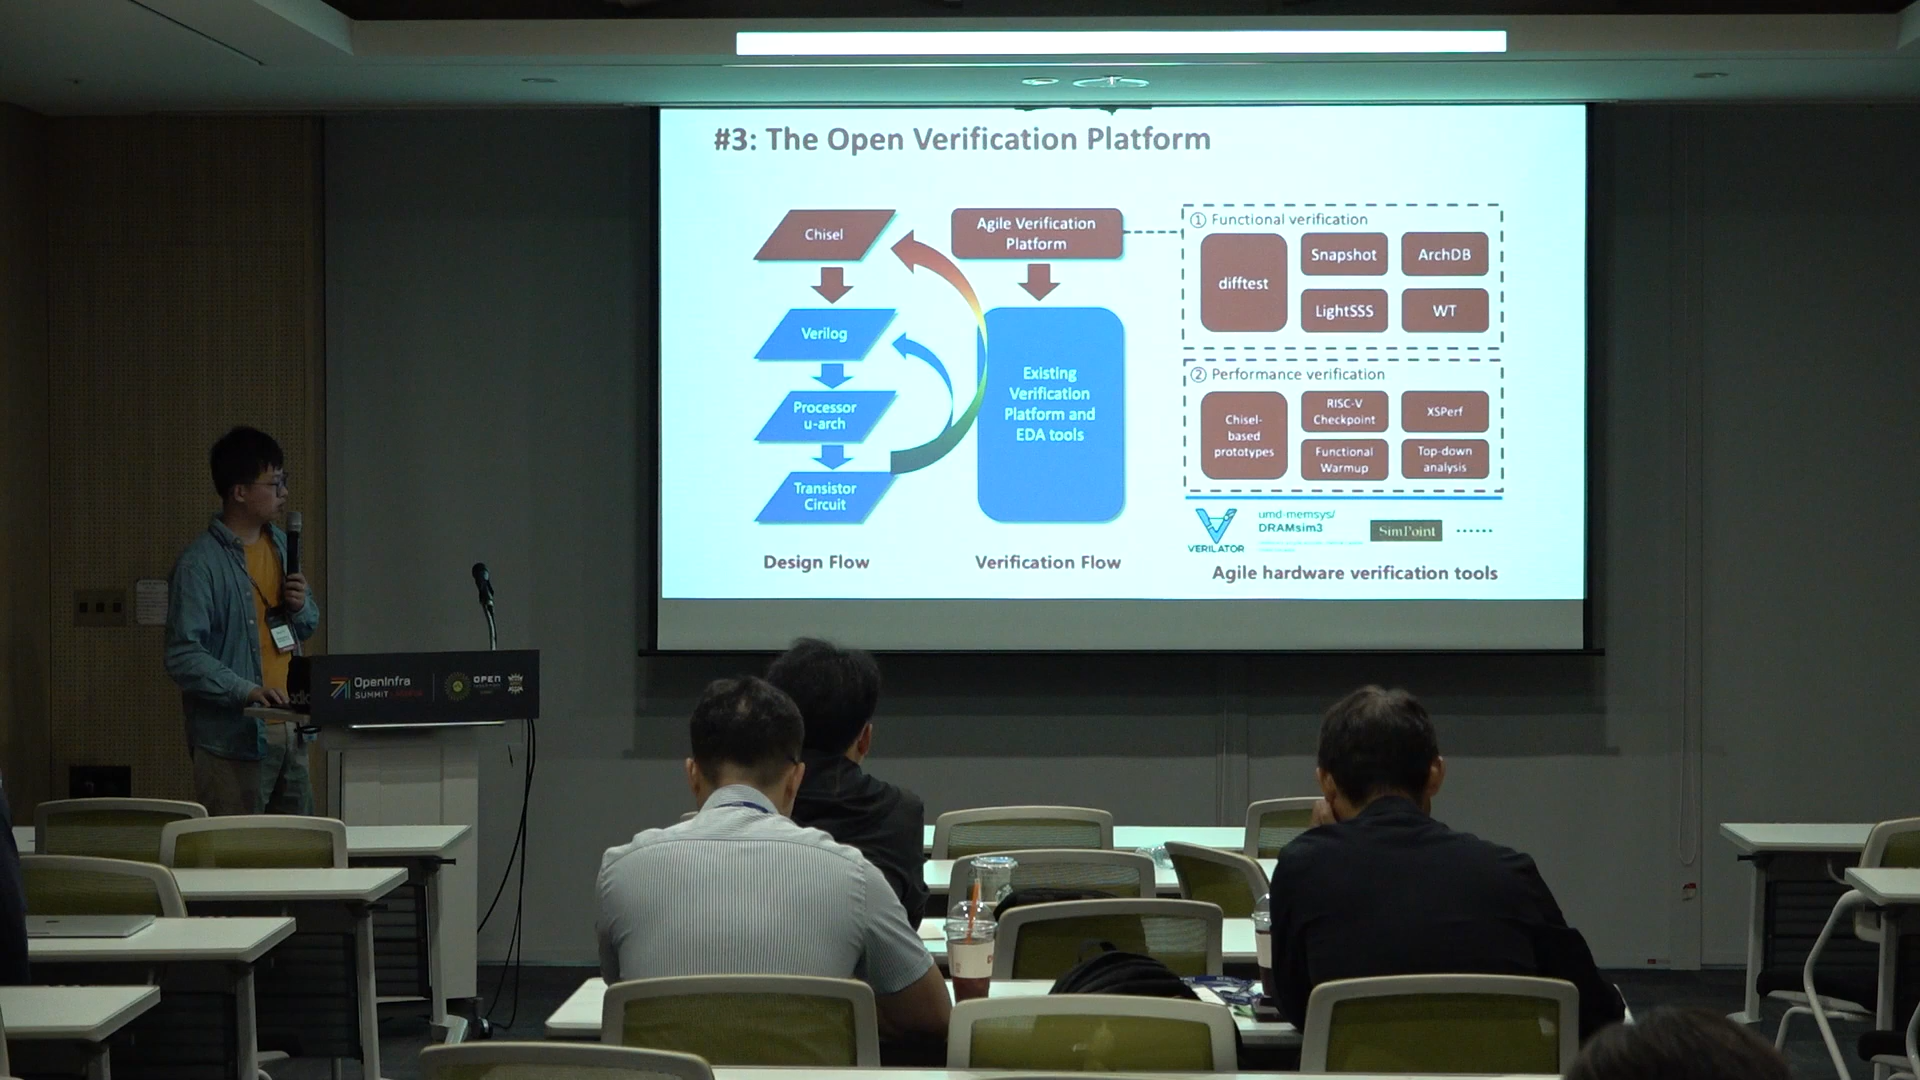 #3: The Open Verification Platform
Chisel
Verilog
Processor
u-arch
Transistor
Circuit
Design Flow
Agile Verification
Platform
Existing
Verification
Platform and
EDA tools
Verification Flow
① Functional verification
difftest
Snapshot
ArchDB
LightSSS
WT
② Performance verification
Chisel-
based
prototypes
RISC-V
Checkpoint
XSPerf
Functional
Warmup
Top-down
analysis
VERILATOR
umd-memsys/
DRAMsim3
SimPoint
......
Agile hardware verification tools
OpenInfra
SUMMIT
OPEN